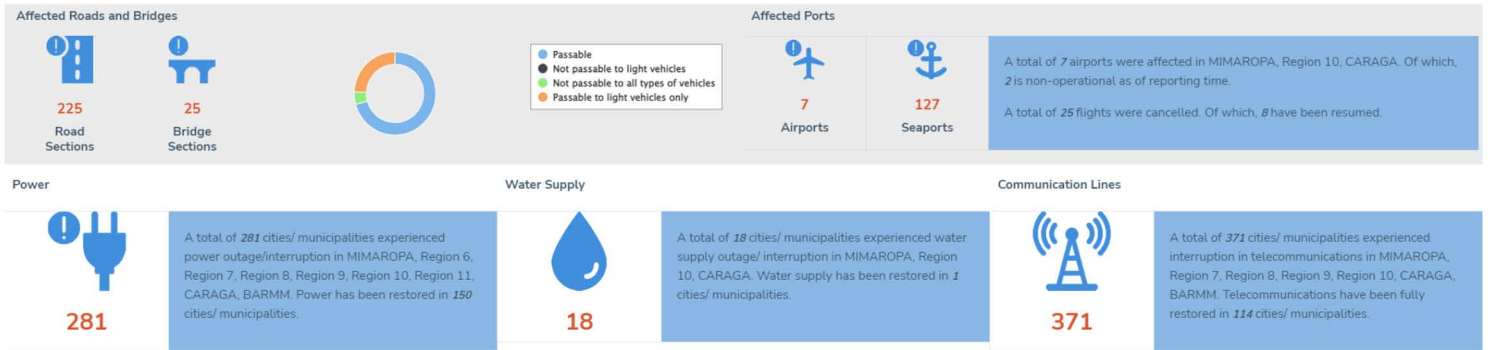 Affected Roads and Bridges
225
Road
Sections
25
Bridge
Sections
Passable
Not passable to light vehicles
Not passable to all types of vehicles
Passable to light vehicles only
Affected Ports
7
Airports
127
Seaports
A total of 7 airports were affected in MIMAROPA, Region 10, CARAGA. Of which,
2 is non-operational as of reporting time.
A total of 25 flights were cancelled. Of which, 8 have been resumed.
Power
281
A total of 281 cities/ municipalities experienced
power outage/interruption in MIMAROPA, Region 6,
Region 7, Region 8, Region 9, Region 10, Region 11,
CARAGA, BARMM. Power has been restored in 150
cities/ municipalities.
Water Supply
18
A total of 18 cities/ municipalities experienced water
supply outage/ interruption in MIMAROPA, Region
10, CARAGA. Water supply has been restored in 1
cities/ municipalities.
Communication Lines
371
A total of 371 cities/ municipalities experienced
interruption in telecommunications in MIMAROPA,
Region 7, Region 8, Region 9, Region 10, CARAGA,
BARMM. Telecommunications have been fully
restored in 114 cities/ municipalities.